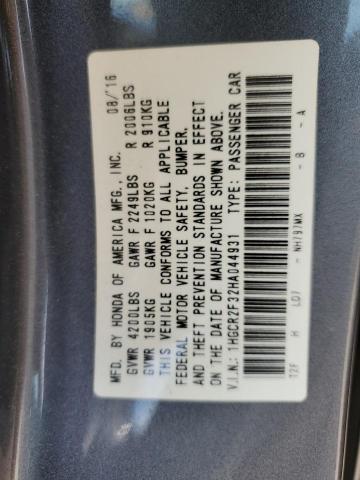 MFD. BY HONDA OF AMERICA MFG., INC. 08/'16
GVWR 4200LBS GAWR F 2249LBS R 2006LBS
GVWR 1905KG GAWR F 1020KG R 910KG
THIS VEHICLE CONFORMS TO ALL APPLICABLE
FEDERAL MOTOR VEHICLE SAFETY, BUMPER,
AND THEFT PREVENTION STANDARDS IN EFFECT
ON THE DATE OF MANUFACTURE SHOWN ABOVE.
V.I.N.: 1HGCR2F32HA044931 TYPE: PASSENGER CAR
T2F H LD7 - NH797MX - B - A